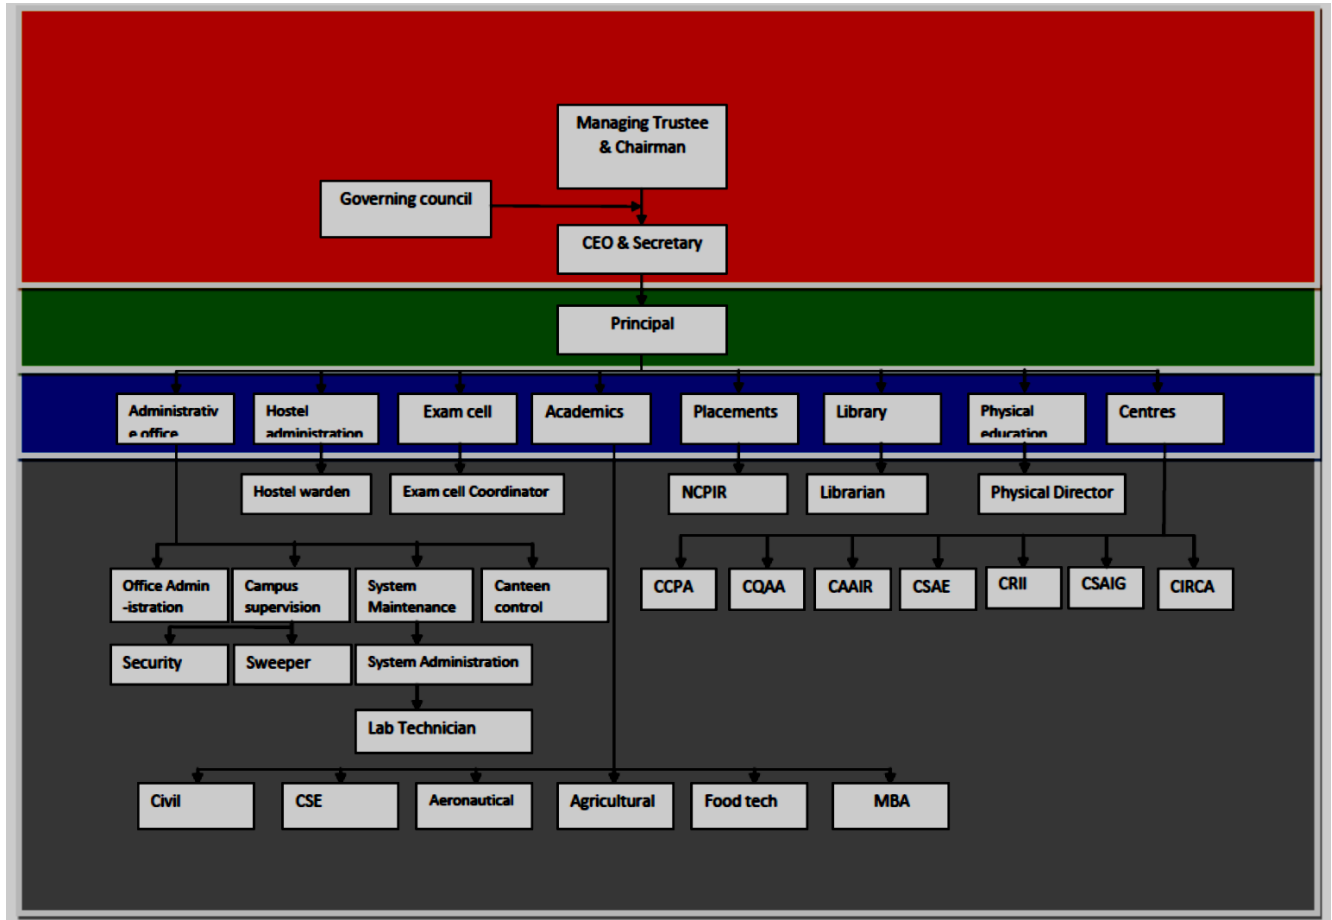 Managing Trustee
& Chairman
Governing council
CEO & Secretary
Principal
Administrativ
e office
Hostel
administration
Exam cell
Academics
Placements
Library
Physical
education
Centres
Hostel warden
Exam cell Coordinator
NCPIR
Librarian
Physical Director
Office Admin
-istration
Campus
supervision
System
Maintenance
Canteen
control
CCPA
CQAA
CAAIR
CSAE
CRII
CSAIG
CIRCA
Security
Sweeper
System Administration
Lab Technician
Civil
CSE
Aeronautical
Agricultural
Food tech
MBA